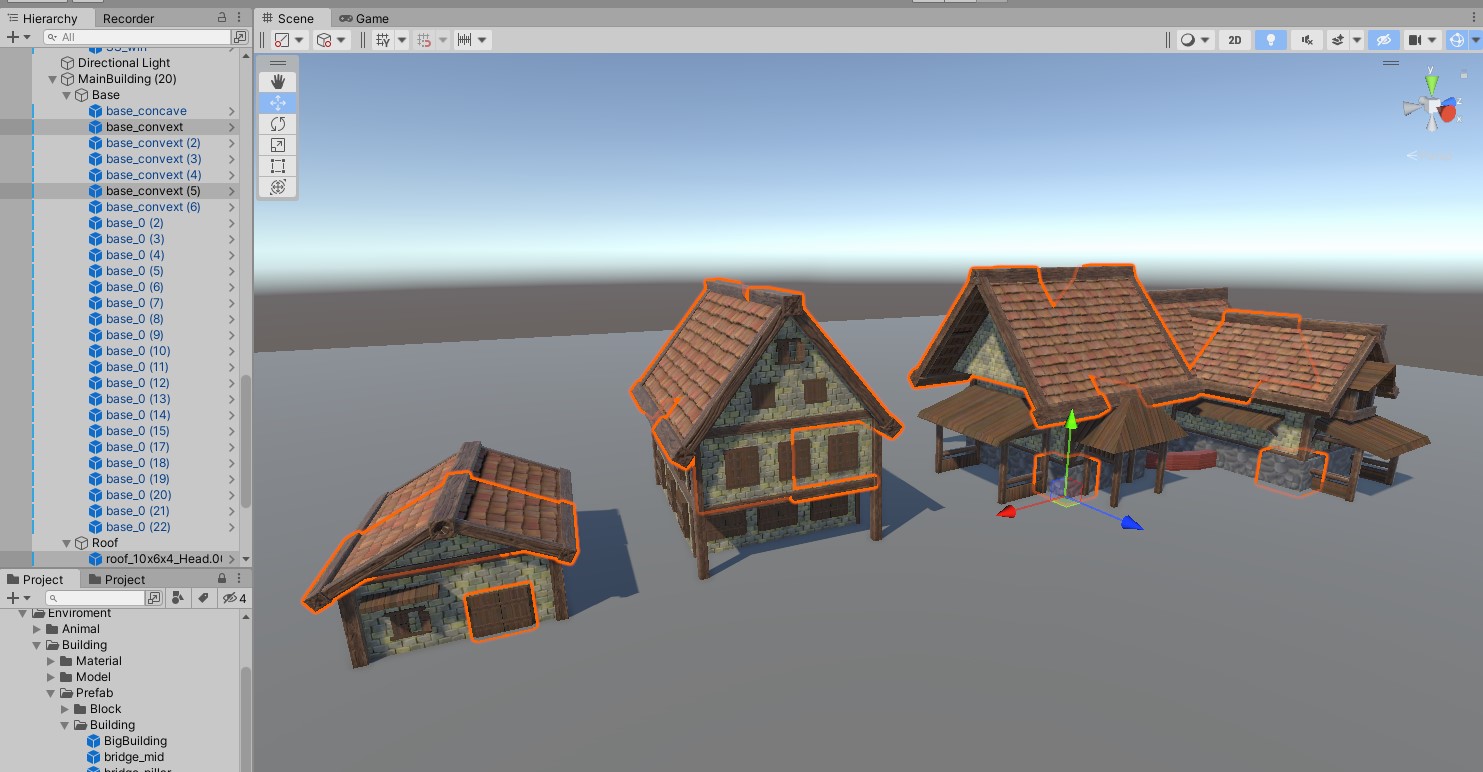 Hierarchy
Recorder
Scene
Game
All
2D
Directional Light
MainBuilding (20)
Base
base_concave
base_convext
base_convext (2)
base_convext (3)
base_convext (4)
base_convext (5)
base_convext (6)
base_0 (2)
base_0 (3)
base_0 (4)
base_0 (5)
base_0 (6)
base_0 (7)
base_0 (8)
base_0 (9)
base_0 (10)
base_0 (11)
base_0 (12)
base_0 (13)
base_0 (14)
base_0 (15)
base_0 (17)
base_0 (18)
base_0 (19)
base_0 (20)
base_0 (21)
base_0 (22)
Roof
roof_10x6x4_Head.0(
Project
Project
4
Enviroment
Animal
Building
Material
Model
Prefab
Block
Building
BigBuilding
bridge_mid
y
z
x